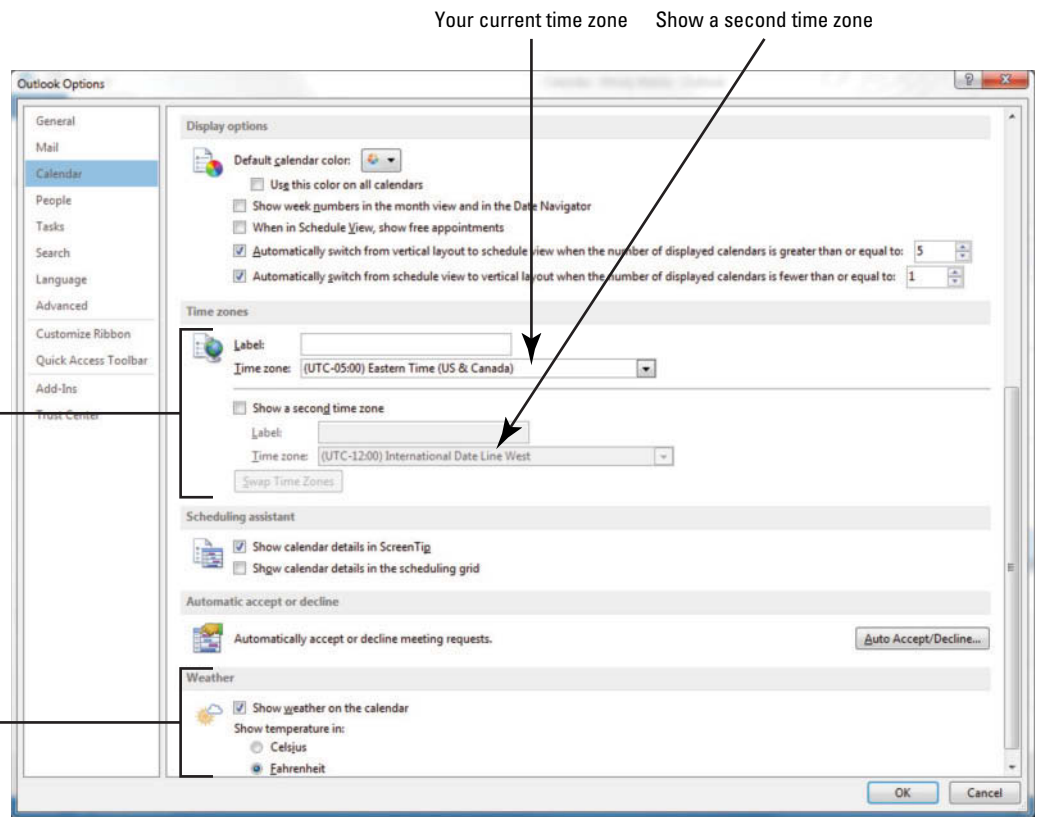 Your current time zone Show a second time zone
Outlook Options
General
Mail
Calendar
People
Tasks
Search
Language
Advanced
Customize Ribbon
Quick Access Toolbar
Add-Ins
Trust Center
Display options
Default calendar color:
Use this color on all calendars
Show week numbers in the month view and in the Date Navigator
When in Schedule View, show free appointments
Automatically switch from vertical layout to schedule view when the number of displayed calendars is greater than or equal to: 5
Automatically switch from schedule view to vertical layout when the number of displayed calendars is fewer than or equal to: 1
Time zones
Label:
Time zone: (UTC-05:00) Eastern Time (US & Canada)
Show a second time zone
Label:
Time zone: (UTC-12:00) International Date Line West
Swap Time Zones
Scheduling assistant
Show calendar details in ScreenTip
Show calendar details in the scheduling grid
Automatic accept or decline
Automatically accept or decline meeting requests.
Auto Accept/Decline...
Weather
Show weather on the calendar
Show temperature in:
Celsius
Fahrenheit
OK Cancel